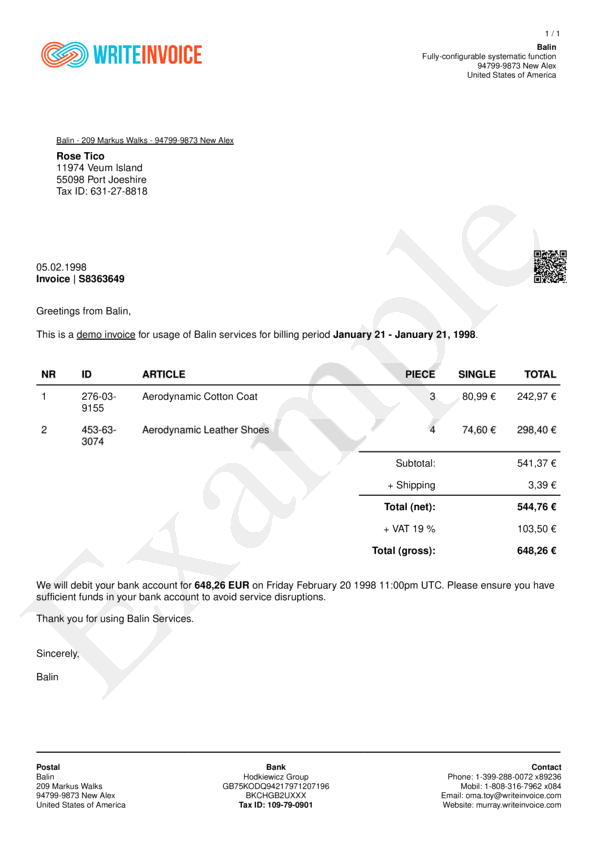 1 / 1
WRITEINVOICE
Balin
Fully-configurable systematic function
94799-9873 New Alex
United States of America
Balin - 209 Markus Walks - 94799-9873 New Alex
Rose Tico
11974 Veum Island
55098 Port Joeshire
Tax ID: 631-27-8818
05.02.1998
Invoice | S8363649
Greetings from Balin,
This is a demo invoice for usage of Balin services for billing period January 21 - January 21, 1998.
NR ID ARTICLE PIECE SINGLE TOTAL
1 276-03- Aerodynamic Cotton Coat 3 80,99 € 242,97 €
9155
2 453-63- Aerodynamic Leather Shoes 4 74,60 € 298,40 €
3074
Subtotal: 541,37 €
+ Shipping 3,39 €
Total (net): 544,76 €
+ VAT 19 % 103,50 €
Total (gross): 648,26 €
We will debit your bank account for 648,26 EUR on Friday February 20 1998 11:00pm UTC. Please ensure you have
sufficient funds in your bank account to avoid service disruptions.
Thank you for using Balin Services.
Sincerely,
Balin
Example
Postal
Balin
209 Markus Walks
94799-9873 New Alex
United States of America
Bank
Hodkiewicz Group
GB75KODQ94217971207196
BKCHGB2UXXX
Tax ID: 109-79-0901
Contact
Phone: 1-399-288-0072 x89236
Mobil: 1-808-316-7962 x084
Email: oma.toy@writeinvoice.com
Website: murray.writeinvoice.com